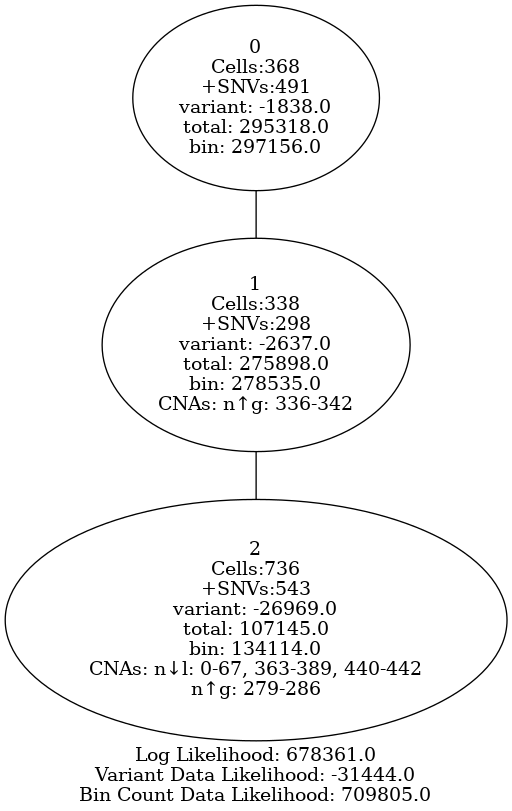 0
Cells:368
+SNVs:491
variant: -1838.0
total: 295318.0
bin: 297156.0
1
Cells:338
+SNVs:298
variant: -2637.0
total: 275898.0
bin: 278535.0
CNAs: n↑g: 336-342
2
Cells:736
+SNVs:543
variant: -26969.0
total: 107145.0
bin: 134114.0
CNAs: n↓l: 0-67, 363-389, 440-442
n↑g: 279-286
Log Likelihood: 678361.0
Variant Data Likelihood: -31444.0
Bin Count Data Likelihood: 709805.0